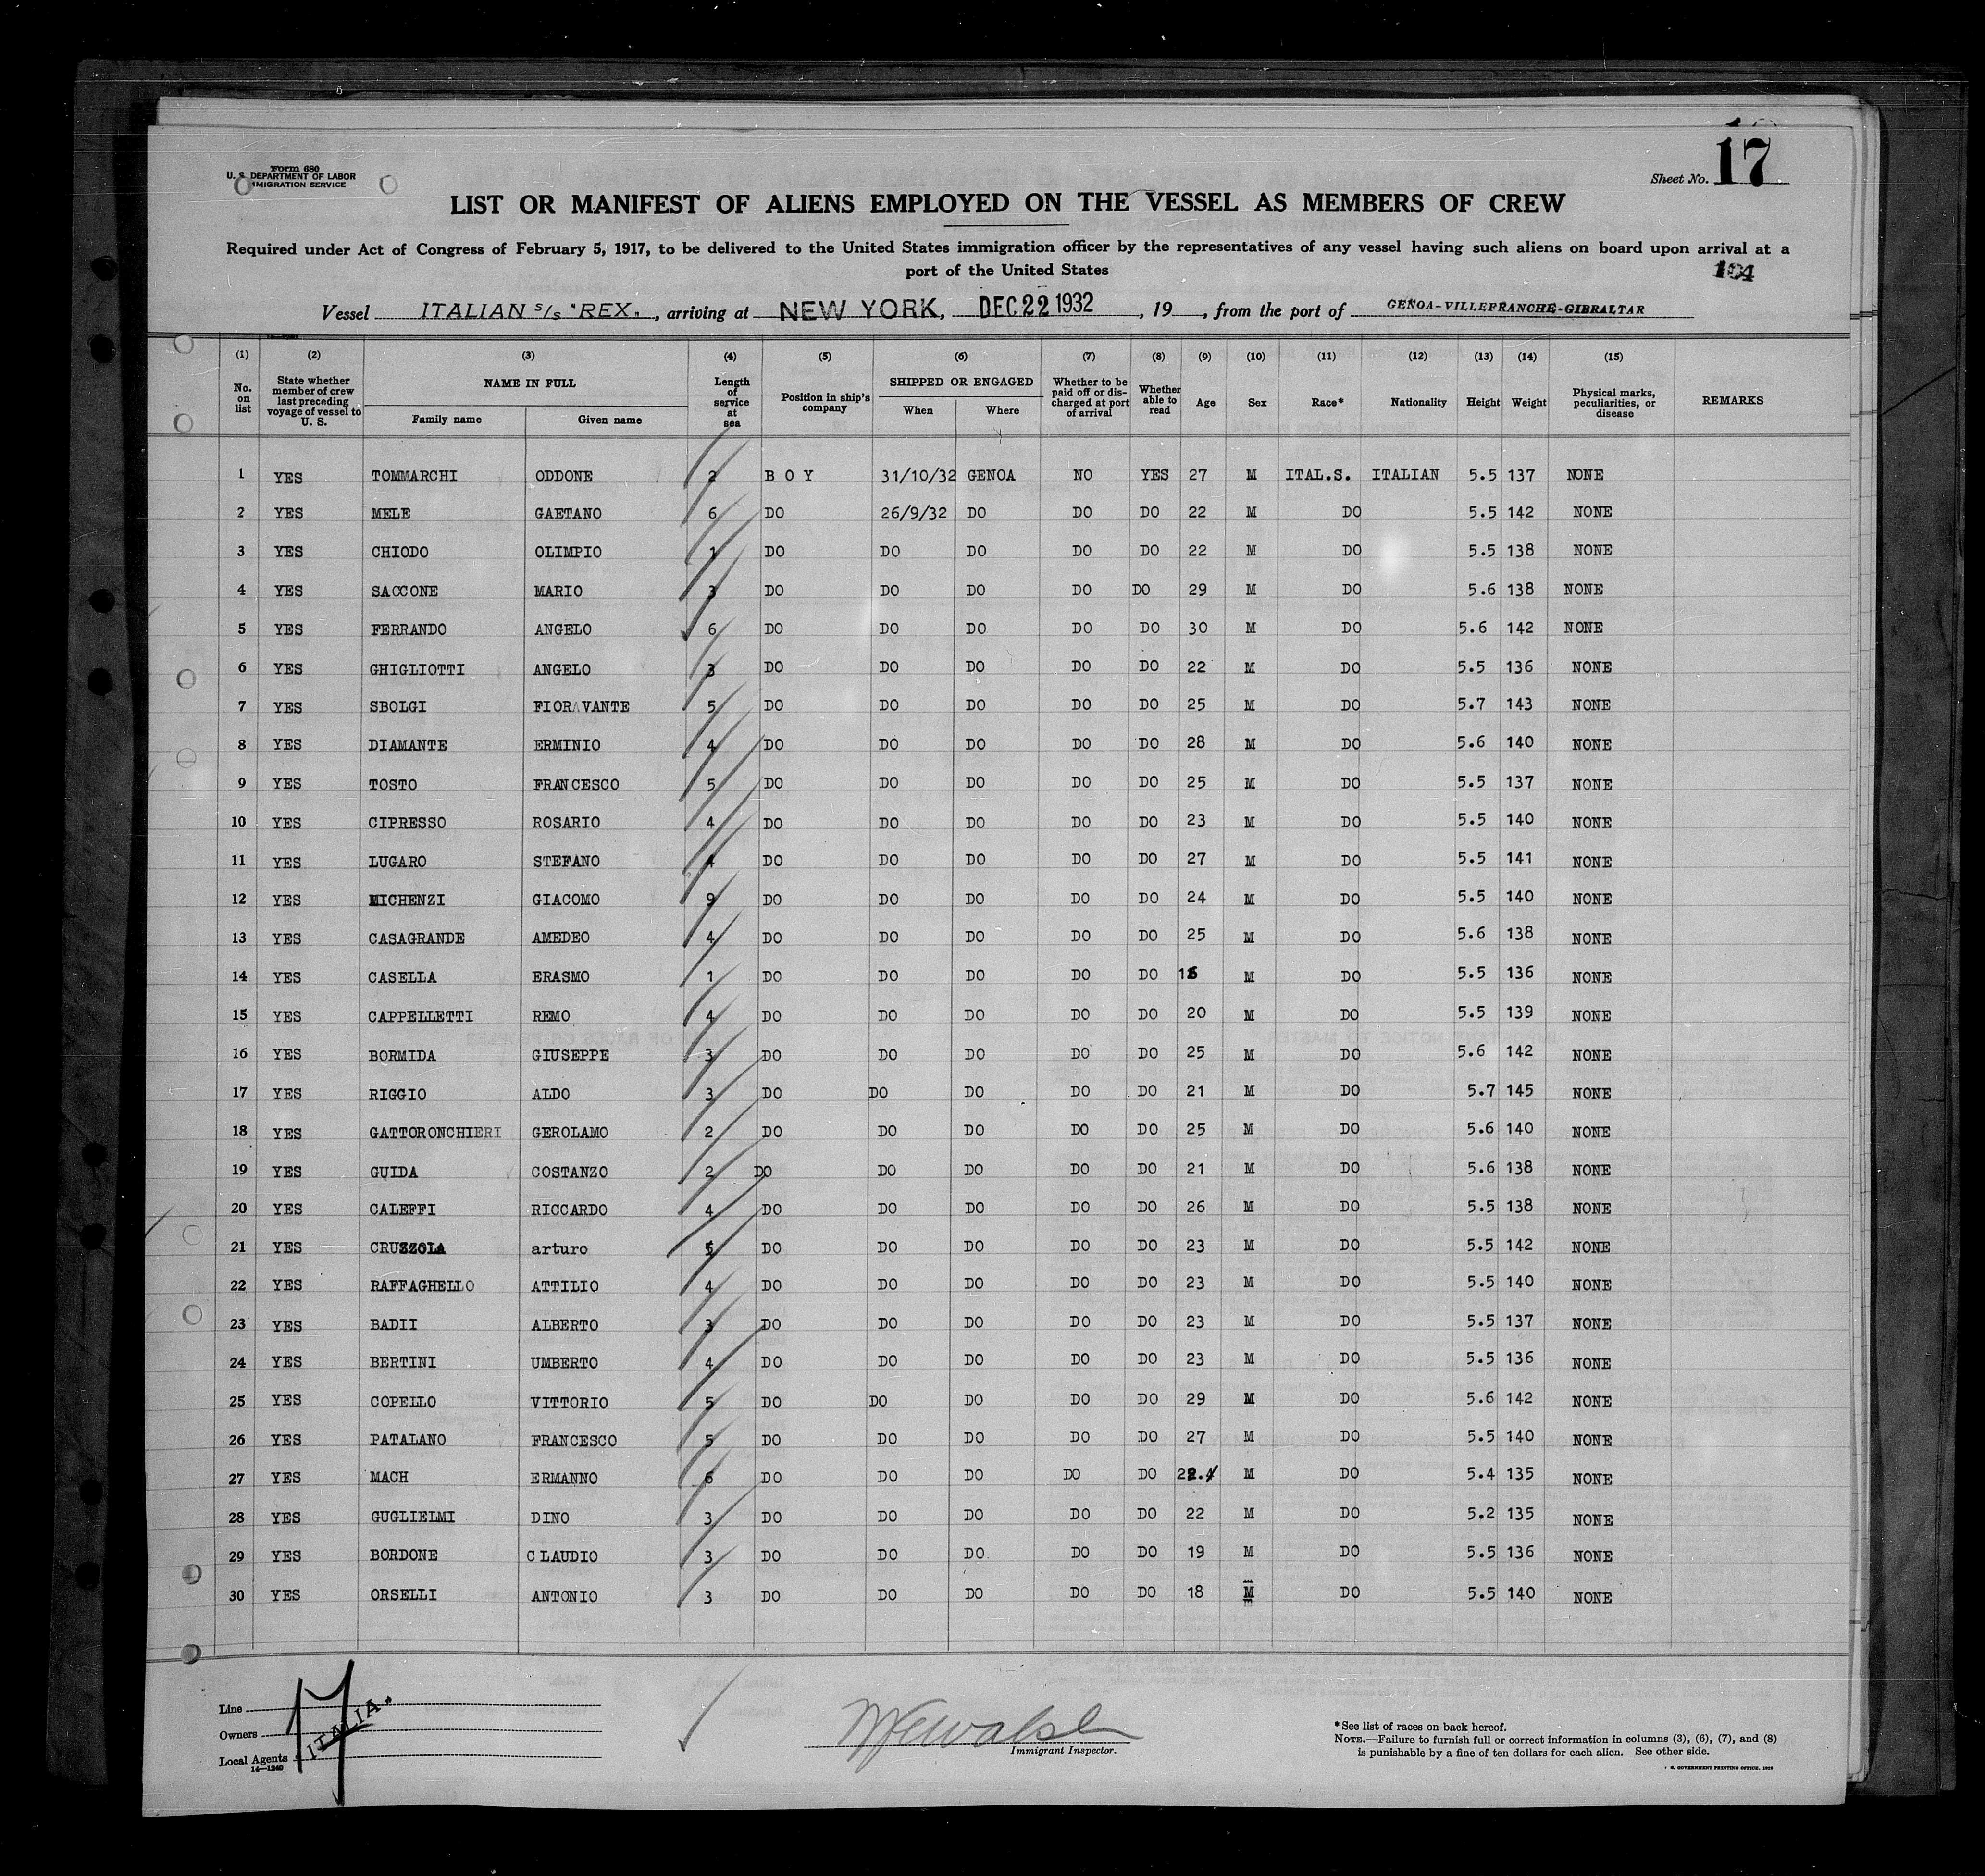 Form 680
U. S. DEPARTMENT OF LABOR
IMMIGRATION SERVICE
Sheet No. 17
LIST OR MANIFEST OF ALIENS EMPLOYED ON THE VESSEL AS MEMBERS OF CREW
Required under Act of Congress of February 5, 1917, to be delivered to the United States immigration officer by the representatives of any vessel having such aliens on board upon arrival at a
port of the United States
104
Vessel ITALIAN S/S "REX", arriving at NEW YORK, DEC 22 1932, 19 , from the port of GENOA-VILLEFRANCHE-GIBRALTAR
(1) (2) (3) (4) (5) (6) (7) (8) (9) (10) (11) (12) (13) (14) (15)
No. on list State whether member of crew last preceding voyage of vessel to U. S. NAME IN FULL Family name Given name Length of service at sea Position in ship's company SHIPPED OR ENGAGED When Where Whether to be paid off or discharged at port of arrival Whether able to read Age Sex Race* Nationality Height Weight Physical marks, peculiarities, or disease REMARKS
1 YES TOMMARCHI ODDONE 2 B O Y 31/10/32 GENOA NO YES 27 M ITAL.S. ITALIAN 5.5 137 NONE
2 YES MELE GAETANO 6 DO 26/9/32 DO DO DO 22 M DO 5.5 142 NONE
3 YES CHIODO OLIMPIO 1 DO DO DO DO DO 22 M DO 5.5 138 NONE
4 YES SACCONE MARIO 3 DO DO DO DO DO 29 M DO 5.6 138 NONE
5 YES FERRANDO ANGELO 6 DO DO DO DO DO 30 M DO 5.6 142 NONE
6 YES GHIGLIOTTI ANGELO 3 DO DO DO DO DO 22 M DO 5.5 136 NONE
7 YES SBOLGI FIORAVANTE 5 DO DO DO DO DO 25 M DO 5.7 143 NONE
8 YES DIAMANTE ERMINIO 4 DO DO DO DO DO 28 M DO 5.6 140 NONE
9 YES TOSTO FRANCESCO 5 DO DO DO DO DO 25 M DO 5.5 137 NONE
10 YES CIPRESSO ROSARIO 4 DO DO DO DO DO 23 M DO 5.5 140 NONE
11 YES LUGARO STEFANO 4 DO DO DO DO DO 27 M DO 5.5 141 NONE
12 YES MICHENZI GIACOMO 9 DO DO DO DO DO 24 M DO 5.5 140 NONE
13 YES CASAGRANDE AMEDEO 4 DO DO DO DO DO 25 M DO 5.6 138 NONE
14 YES CASELLA ERASMO 1 DO DO DO DO DO M DO 5.5 136 NONE
15 YES CAPPELLETTI REMO 4 DO DO DO DO DO 20 M DO 5.5 139 NONE
16 YES BORMIDA GIUSEPPE 3 DO DO DO DO DO 25 M DO 5.6 142 NONE
17 YES RIGGIO ALDO 3 DO DO DO DO DO 21 M DO 5.7 145 NONE
18 YES GATTORONCHIERI GEROLAMO 2 DO DO DO DO DO 25 M DO 5.6 140 NONE
19 YES GUIDA COSTANZO 2 DO DO DO DO DO 21 M DO 5.6 138 NONE
20 YES CALEFFI RICCARDO 4 DO DO DO DO DO 26 M DO 5.5 138 NONE
21 YES CRUSZOLA arturo 5 DO DO DO DO DO 23 M DO 5.5 142 NONE
22 YES RAFFAGHELLO ATTILIO 4 DO DO DO DO DO 23 M DO 5.5 140 NONE
23 YES BADII ALBERTO 3 DO DO DO DO DO 23 M DO 5.5 137 NONE
24 YES BERTINI UMBERTO 4 DO DO DO DO DO 23 M DO 5.5 136 NONE
25 YES COPELLO VITTORIO 5 DO DO DO DO DO 29 M DO 5.6 142 NONE
26 YES PATALANO FRANCESCO 5 DO DO DO DO DO 27 M DO 5.5 140 NONE
27 YES MACH ERMANNO 6 DO DO DO DO DO M DO 5.4 135 NONE
28 YES GUGLIELMI DINO 3 DO DO DO DO DO 22 M DO 5.2 135 NONE
29 YES BORDONE CLAUDIO 3 DO DO DO DO DO 19 M DO 5.5 136 NONE
30 YES ORSELLI ANTONIO 3 DO DO DO DO DO 18 M DO 5.5 140 NONE
17
Line
Owners ITALIA.
Local Agents
14—1240
Immigrant Inspector.
*See list of races on back hereof.
NOTE.—Failure to furnish full or correct information in columns (3), (6), (7), and (8)
is punishable by a fine of ten dollars for each alien. See other side.
U. S. GOVERNMENT PRINTING OFFICE. 1929